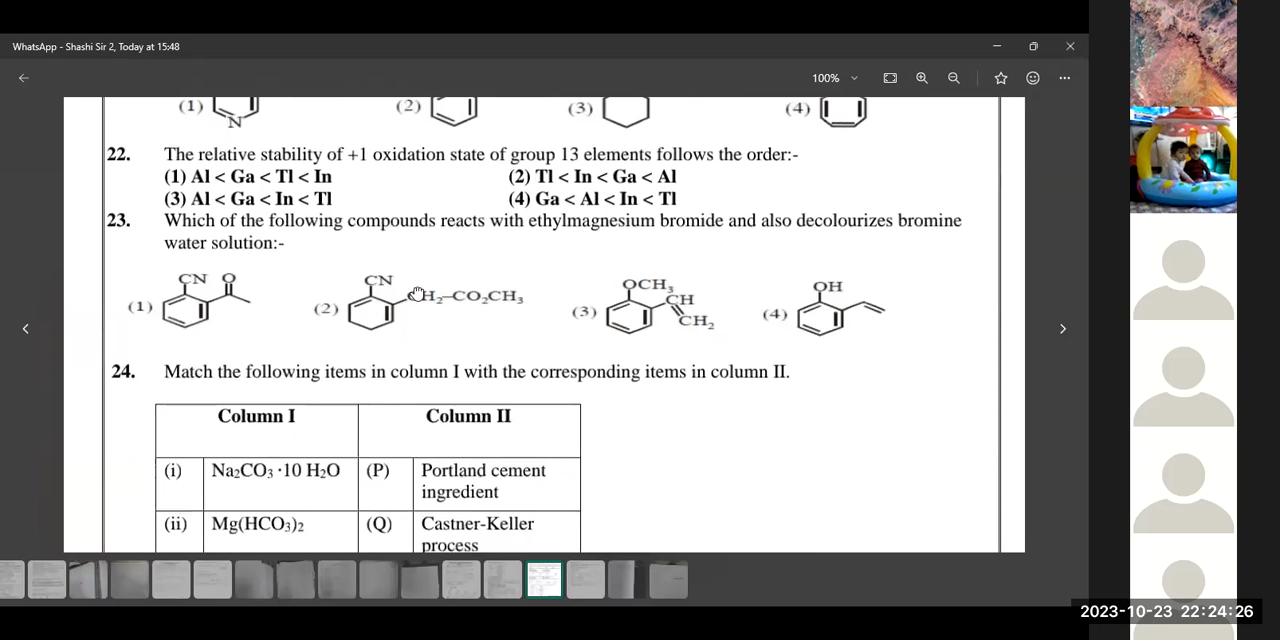 WhatsApp - Shashi Sir 2, Today at 15:48
100%
(1) N (2) (3) (4)
22. The relative stability of +1 oxidation state of group 13 elements follows the order:-
(1) Al < Ga < Tl < In (2) Tl < In < Ga < Al
(3) Al < Ga < In < Tl (4) Ga < Al < In < Tl
23. Which of the following compounds reacts with ethylmagnesium bromide and also decolourizes bromine
water solution:-
(1) CN O (2) CN CH₂–CO₂CH₃ (3) OCH₃ CH CH₂ (4) OH
24. Match the following items in column I with the corresponding items in column II.
Column I Column II
(i) Na₂CO₃ ·10 H₂O (P) Portland cement
ingredient
(ii) Mg(HCO₃)₂ (Q) Castner-Keller
process
2023-10-23 22:24:26